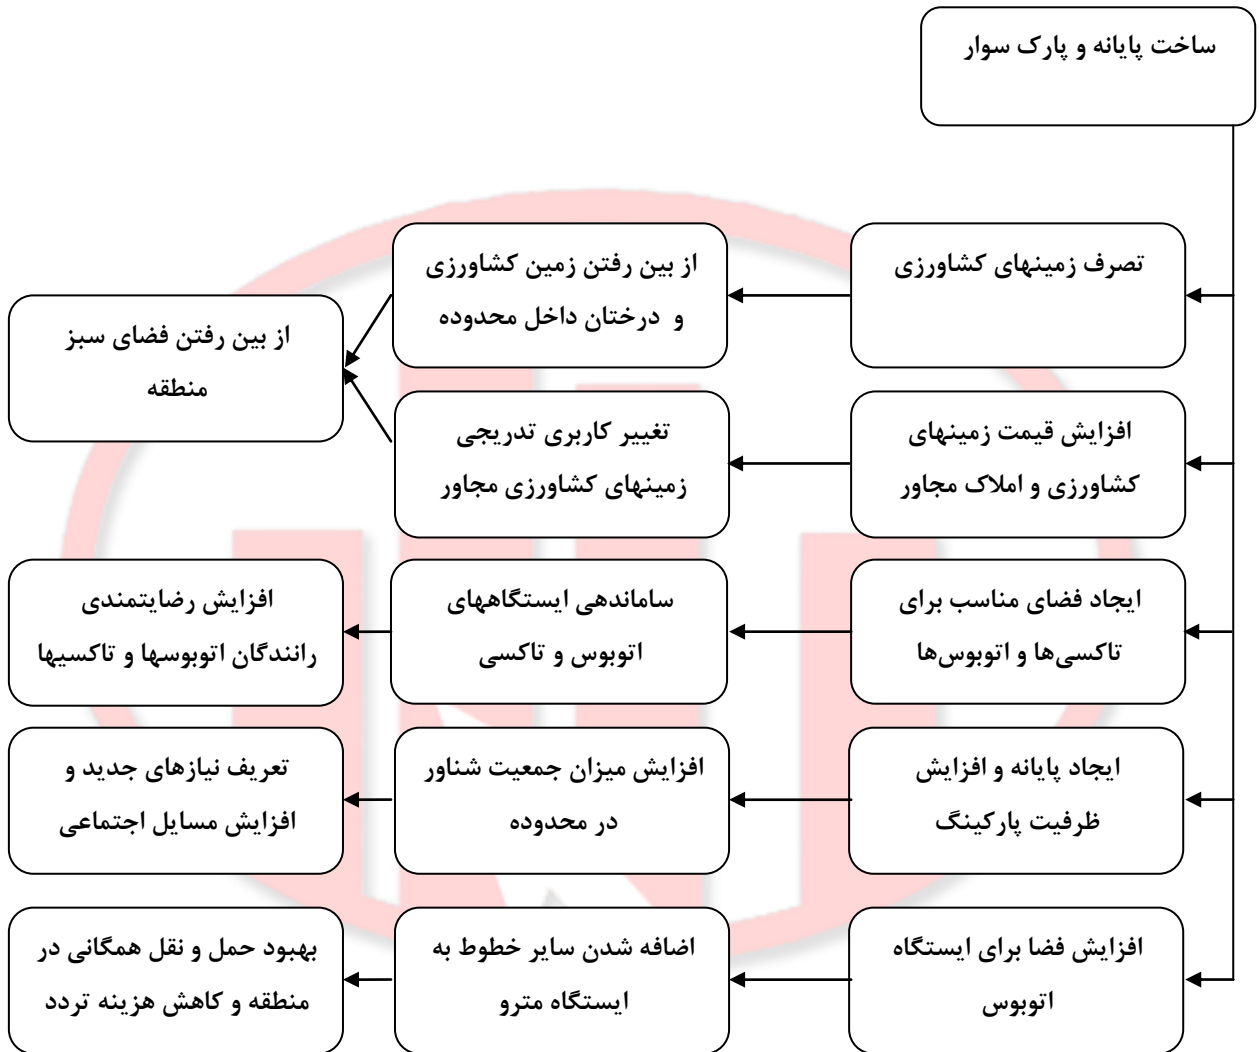 ساخت پایانه و پارک سوار
تصرف زمینهای کشاورزی
از بین رفتن زمین کشاورزی
و درختان داخل محدوده
از بین رفتن فضای سبز
منطقه
افزایش قیمت زمینهای
کشاورزی و املاک مجاور
تغییر کاربری تدریجی
زمینهای کشاورزی مجاور
ایجاد فضای مناسب برای
تاکسی‌ها و اتوبوس‌ها
ساماندهی ایستگاههای
اتوبوس و تاکسی
افزایش رضایتمندی
رانندگان اتوبوسها و تاکسیها
ایجاد پایانه و افزایش
ظرفیت پارکینگ
افزایش میزان جمعیت شناور
در محدوده
تعریف نیازهای جدید و
افزایش مسایل اجتماعی
افزایش فضا برای ایستگاه
اتوبوس
اضافه شدن سایر خطوط به
ایستگاه مترو
بهبود حمل و نقل همگانی در
منطقه و کاهش هزینه تردد